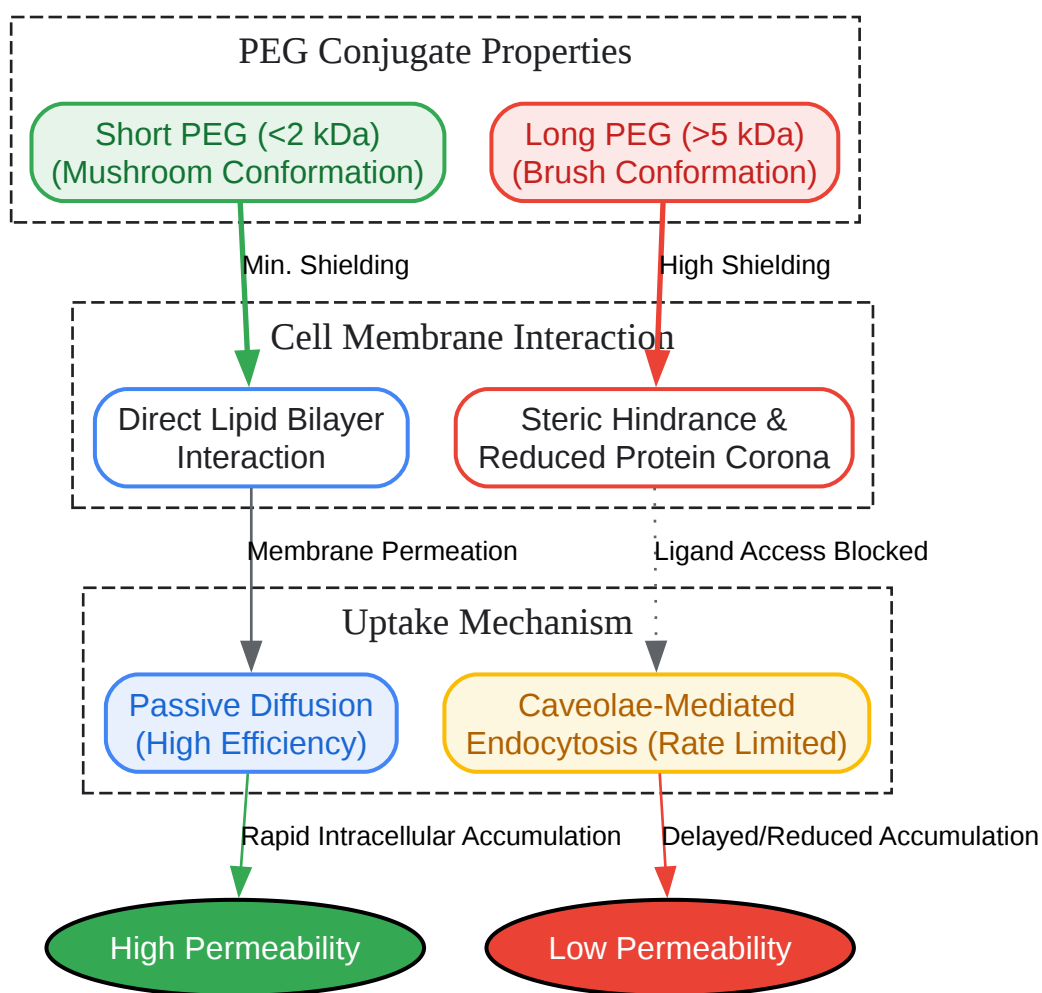 PEG Conjugate Properties
Short PEG (<2 kDa)
(Mushroom Conformation)
Long PEG (>5 kDa)
(Brush Conformation)
Min. Shielding
High Shielding
Cell Membrane Interaction
Direct Lipid Bilayer
Interaction
Steric Hindrance &
Reduced Protein Corona
Membrane Permeation
Ligand Access Blocked
Uptake Mechanism
Passive Diffusion
(High Efficiency)
Caveolae-Mediated
Endocytosis (Rate Limited)
Rapid Intracellular Accumulation
Delayed/Reduced Accumulation
High Permeability
Low Permeability